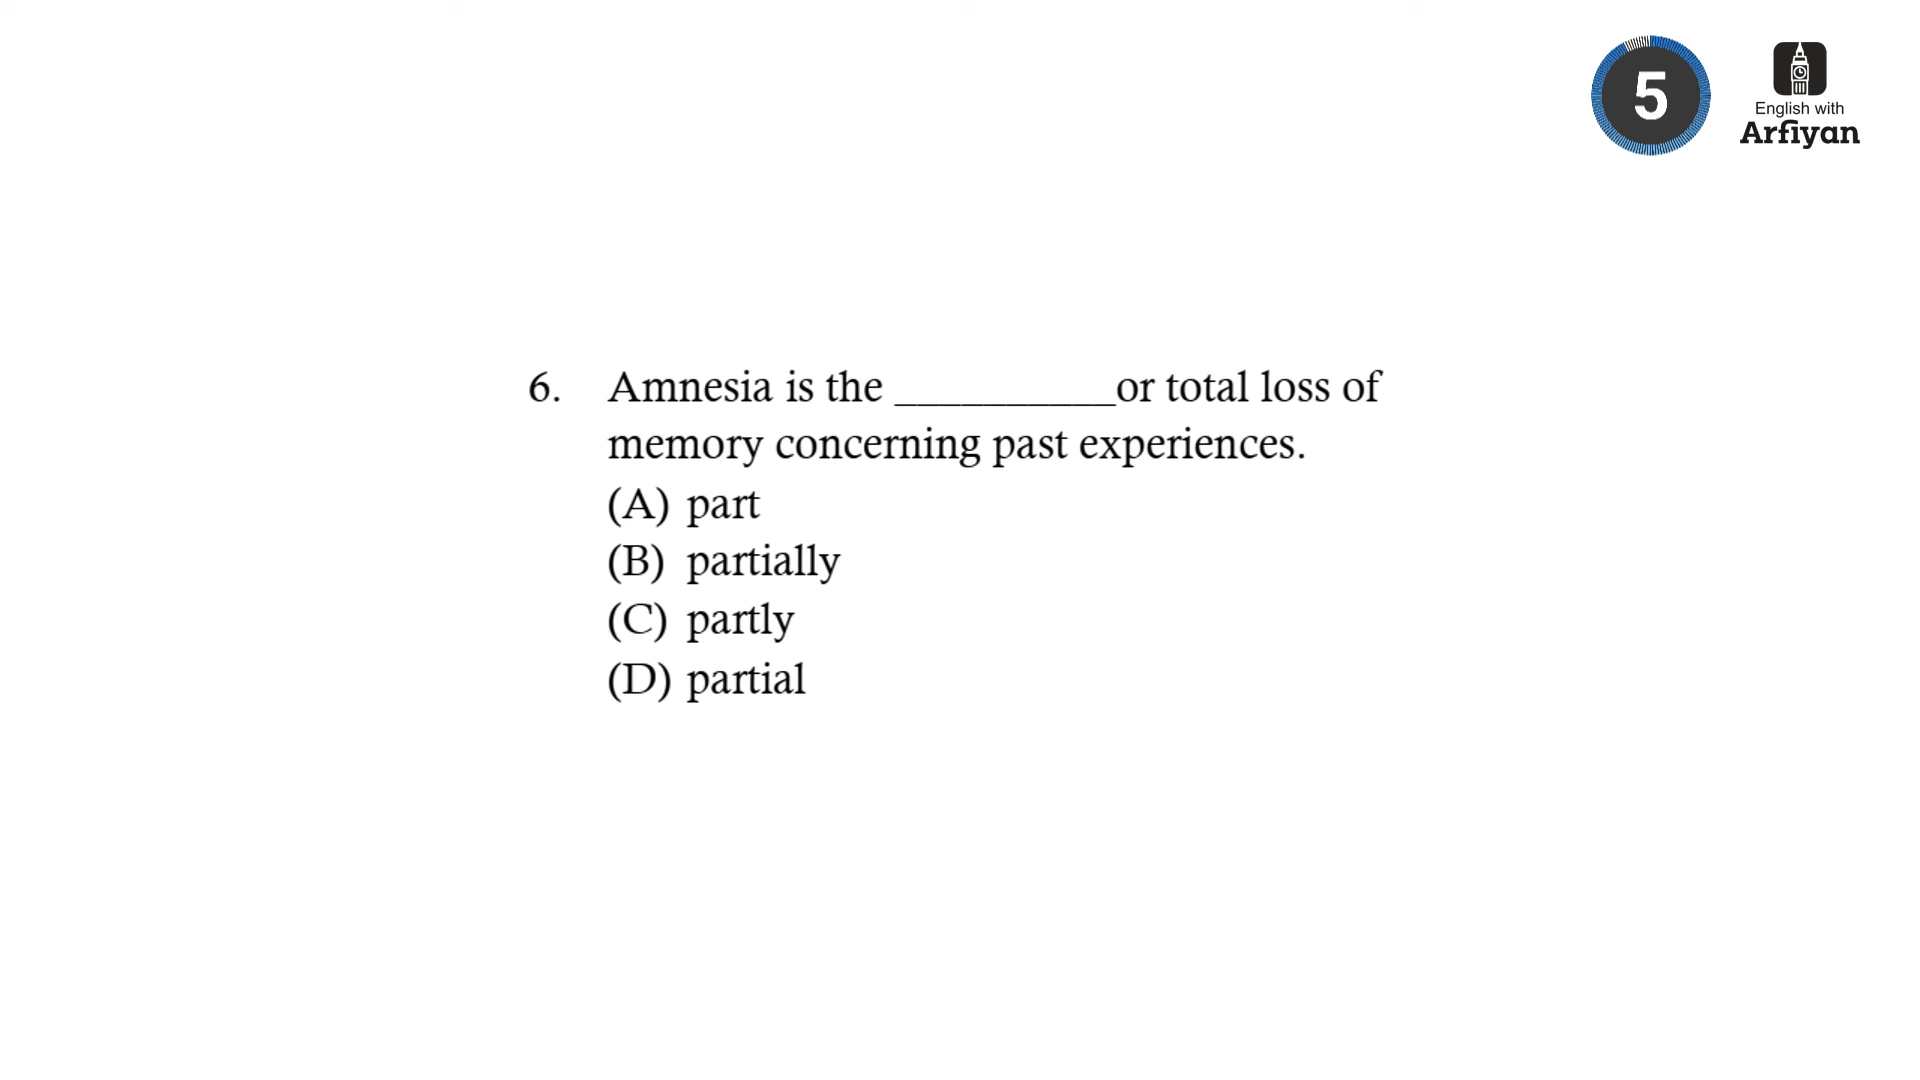 5
English with
Arfiyan
6. Amnesia is the __________or total loss of
memory concerning past experiences.
(A) part
(B) partially
(C) partly
(D) partial